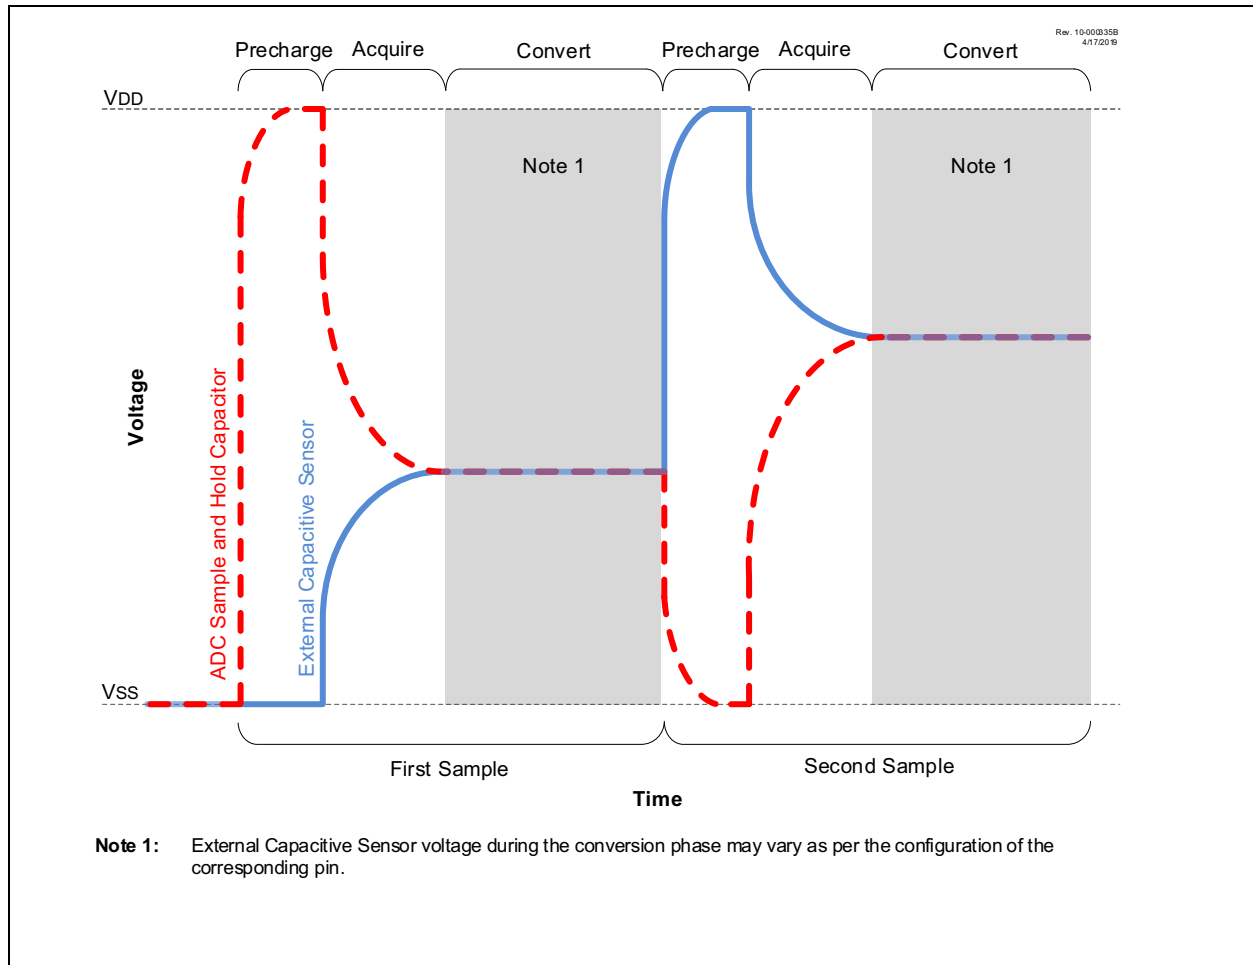 Rev. 10-000335B
4/17/2019
Precharge Acquire Convert Precharge Acquire Convert
VDD
Note 1 Note 1
Voltage
ADC Sample and Hold Capacitor
External Capacitive Sensor
VSS
First Sample Second Sample
Time
Note 1: External Capacitive Sensor voltage during the conversion phase may vary as per the configuration of the
corresponding pin.